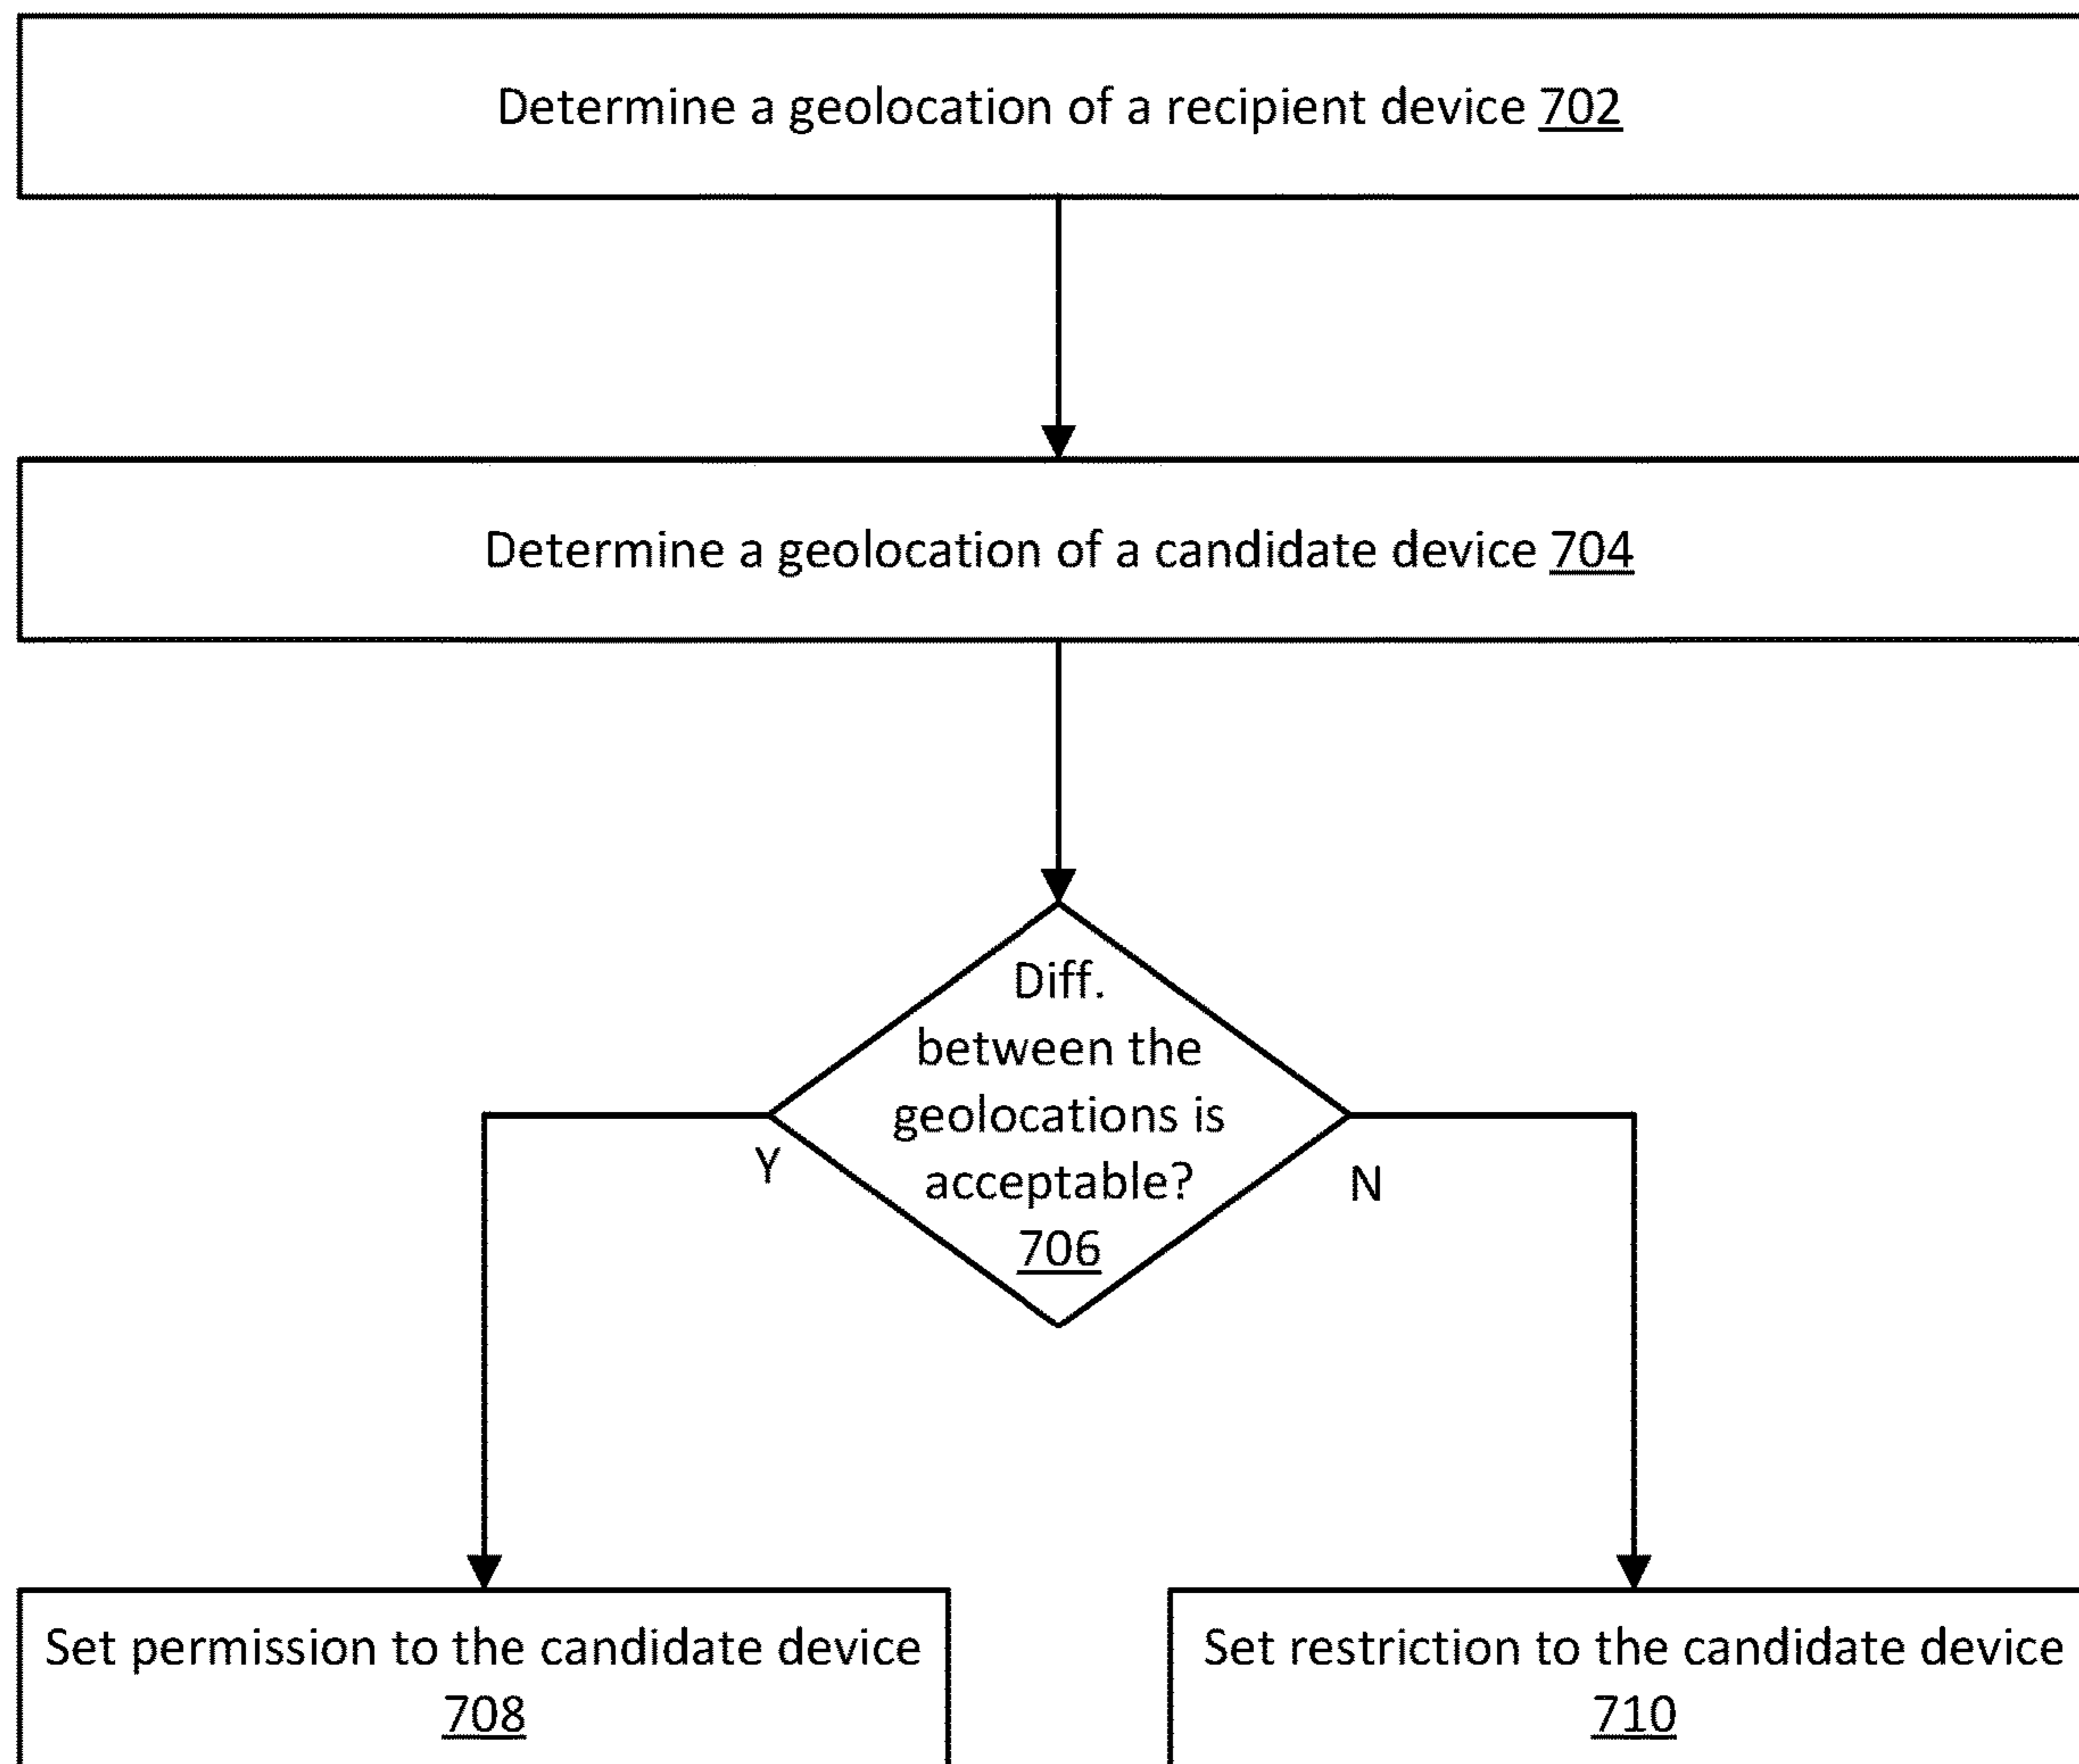 Determine a geolocation of a recipient device 702
Determine a geolocation of a candidate device 704
Diff.
between the
geolocations is
acceptable?
706
Y
N
Set permission to the candidate device
708
Set restriction to the candidate device
710